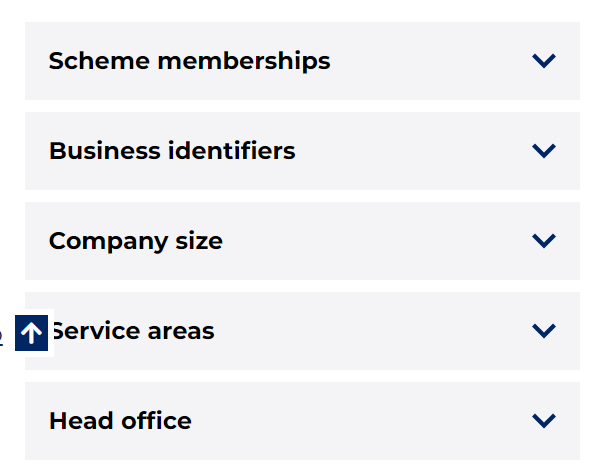 Scheme memberships
Business identifiers
Company size
Service areas
Head office